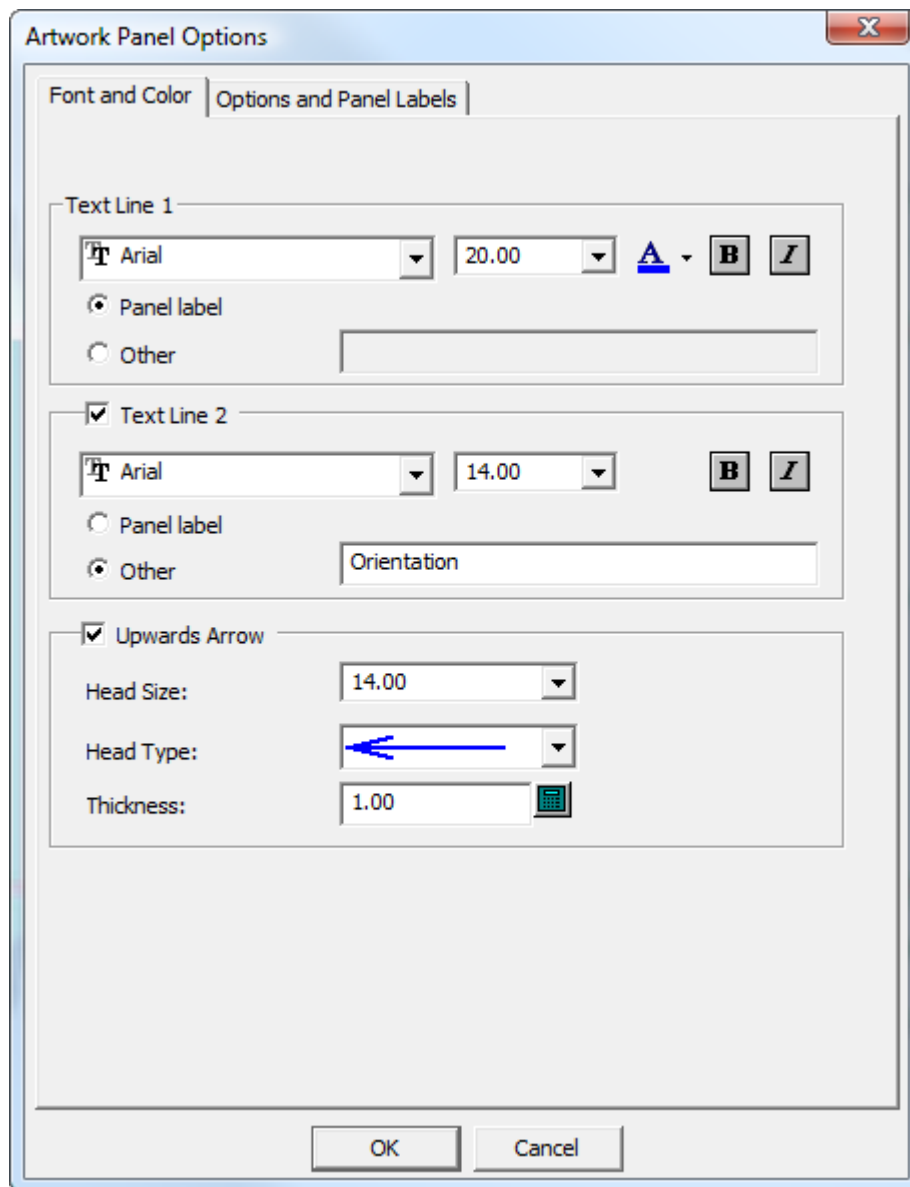 Artwork Panel Options
Font and Color Options and Panel Labels
Text Line 1
Arial 20.00 A B I
Panel label
Other
Text Line 2
Arial 14.00 B I
Panel label
Other Orientation
Upwards Arrow
Head Size: 14.00
Head Type:
Thickness: 1.00
OK Cancel